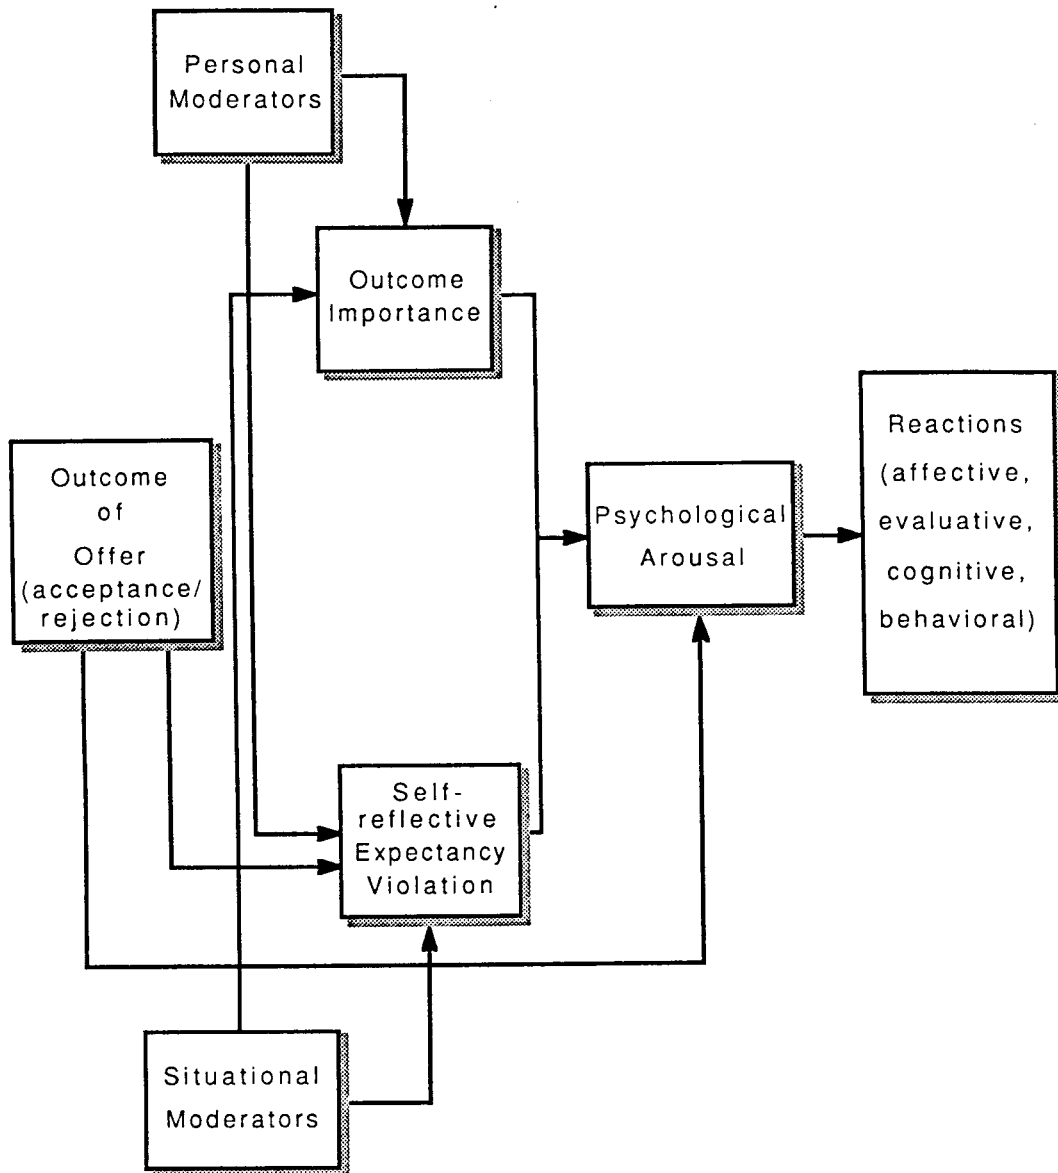 Personal
Moderators
Outcome
Importance
Outcome
of
Offer
(acceptance/
rejection)
Psychological
Arousal
Reactions
(affective,
evaluative,
cognitive,
behavioral)
Self-
reflective
Expectancy
Violation
Situational
Moderators